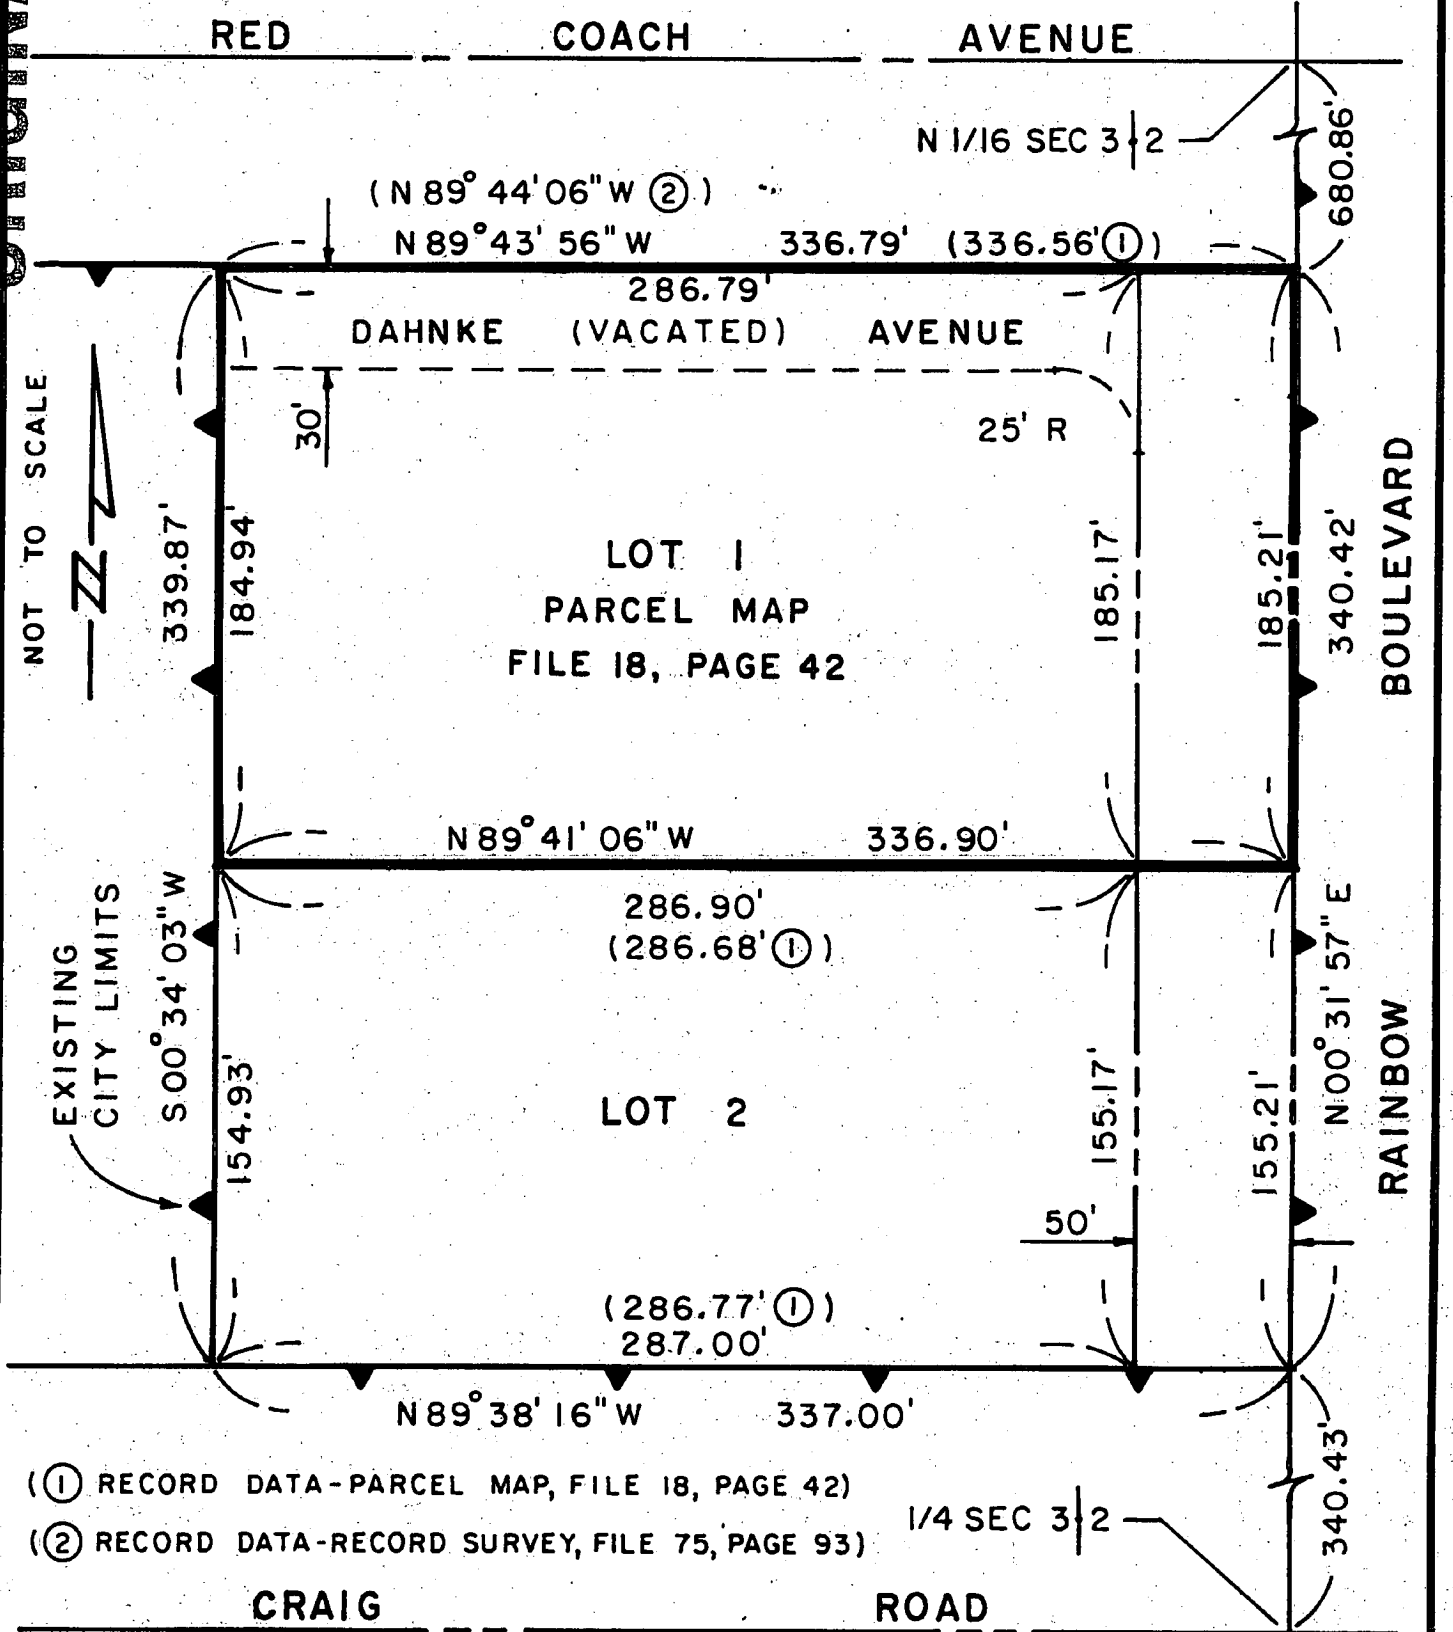 RED COACH AVENUE
N 1/16 SEC 3 2
680.86'
(N 89° 44' 06" W ②)
N 89° 43' 56" W 336.79' (336.56' ①)
286.79'
DAHNKE (VACATED) AVENUE
30'
25' R
NOT TO SCALE
N
339.87'
184.94'
LOT 1
PARCEL MAP
FILE 18, PAGE 42
185.17'
185.21'
340.42'
BOULEVARD
N 89° 41' 06" W 336.90'
286.90'
(286.68' ①)
EXISTING
CITY LIMITS
S 00° 34' 03" W
154.93'
LOT 2
155.17'
155.21'
N 00° 31' 57" E
RAINBOW
50'
(286.77' ①)
287.00'
N 89° 38' 16" W 337.00'
(① RECORD DATA-PARCEL MAP, FILE 18, PAGE 42)
(② RECORD DATA-RECORD SURVEY, FILE 75, PAGE 93)
1/4 SEC 3 2
340.43'
CRAIG ROAD